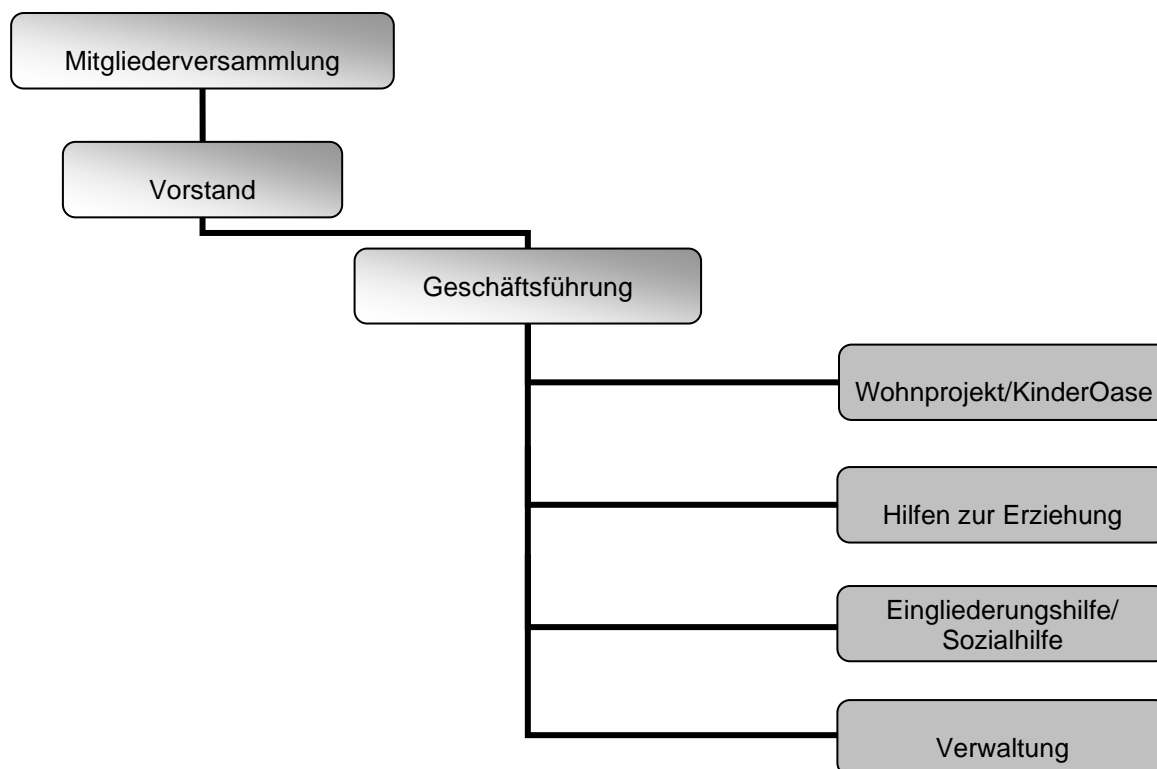 Mitgliederversammlung
Vorstand
Geschäftsführung
Wohnprojekt/KinderOase
Hilfen zur Erziehung
Eingliederungshilfe/
Sozialhilfe
Verwaltung